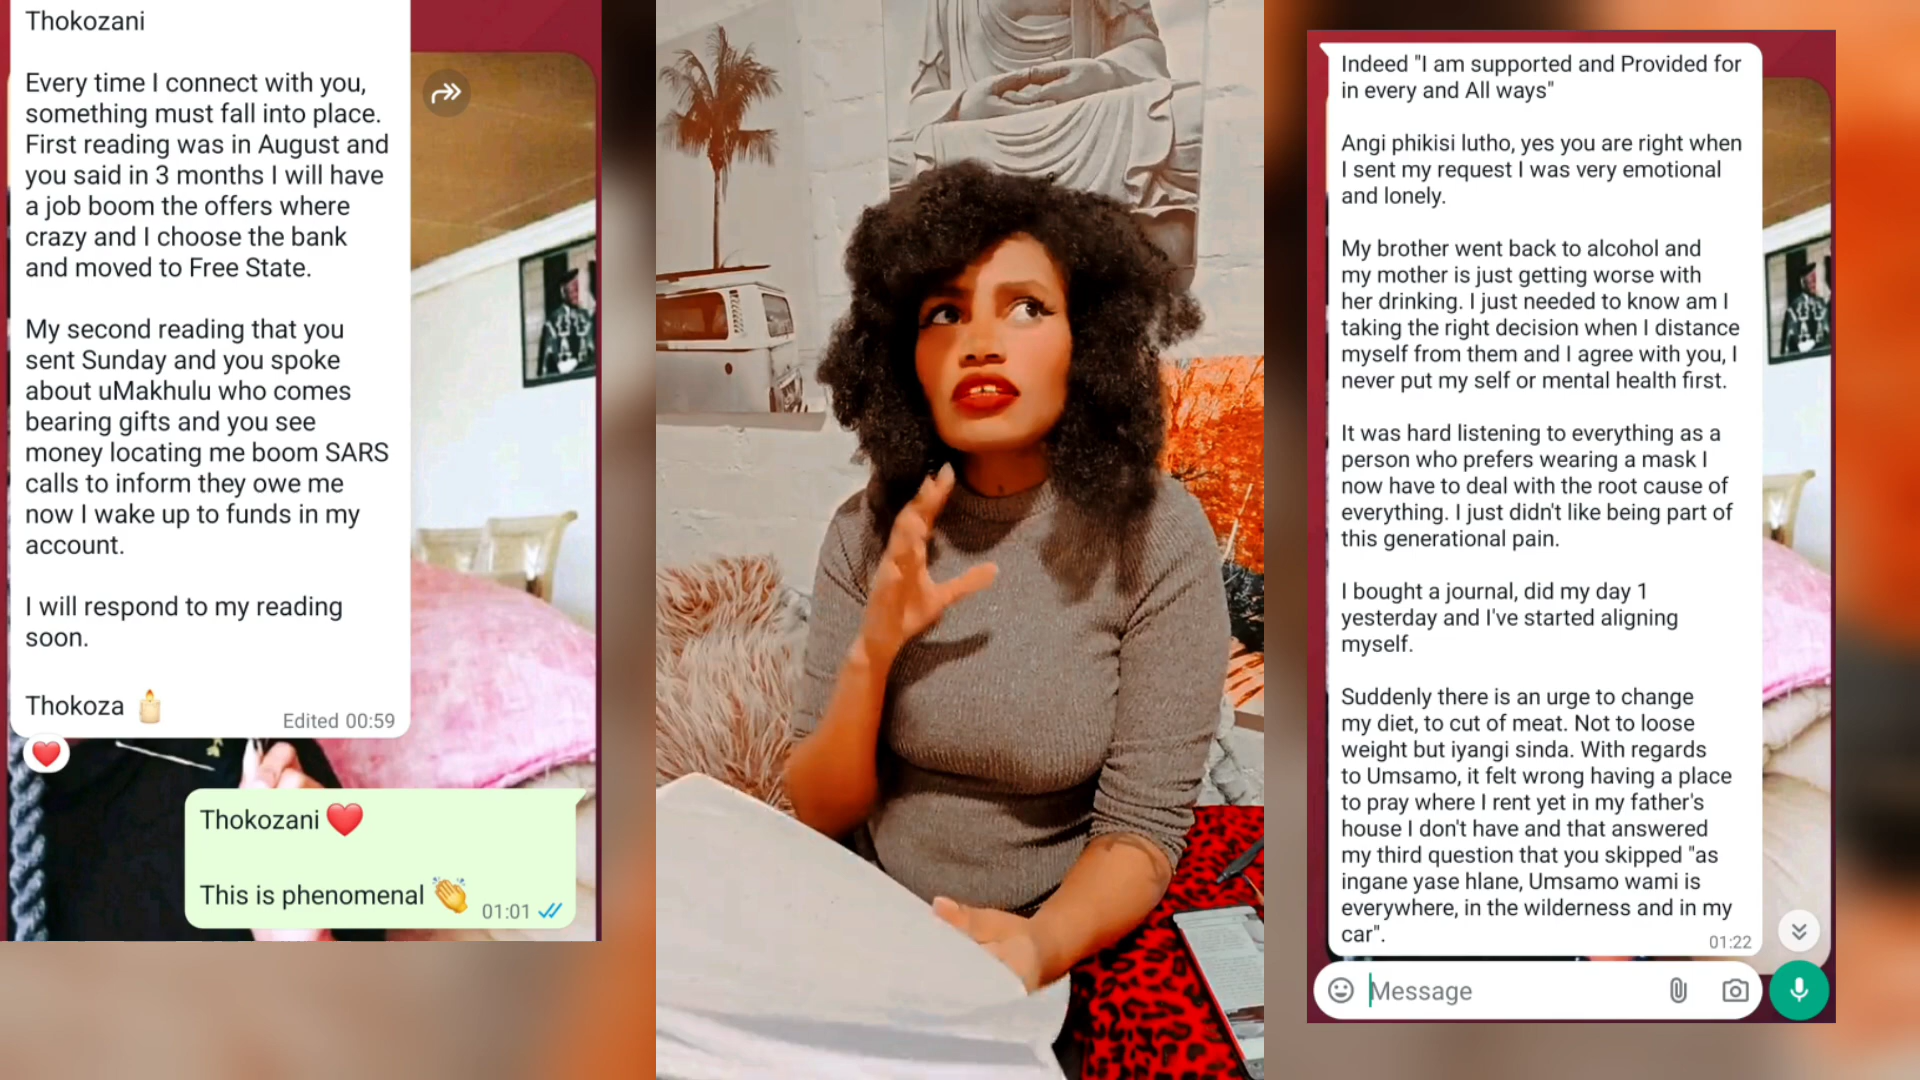 Thokozani
Every time I connect with you,
something must fall into place.
First reading was in August and
you said in 3 months I will have
a job boom the offers where
crazy and I choose the bank
and moved to Free State.
My second reading that you
sent Sunday and you spoke
about uMakhulu who comes
bearing gifts and you see
money locating me boom SARS
calls to inform they owe me
now I wake up to funds in my
account.
I will respond to my reading
soon.
Thokoza 🕯️
Edited 00:59
Thokozani ❤️
This is phenomenal 👏
01:01
Indeed "I am supported and Provided for
in every and All ways"
Angi phikisi lutho, yes you are right when
I sent my request I was very emotional
and lonely.
My brother went back to alcohol and
my mother is just getting worse with
her drinking. I just needed to know am I
taking the right decision when I distance
myself from them and I agree with you, I
never put my self or mental health first.
It was hard listening to everything as a
person who prefers wearing a mask I
now have to deal with the root cause of
everything. I just didn't like being part of
this generational pain.
I bought a journal, did my day 1
yesterday and I've started aligning
myself.
Suddenly there is an urge to change
my diet, to cut of meat. Not to loose
weight but iyangi sinda. With regards
to Umsamo, it felt wrong having a place
to pray where I rent yet in my father's
house I don't have and that answered
my third question that you skipped "as
ingane yase hlane, Umsamo wami is
everywhere, in the wilderness and in my
car".
01:22
Message